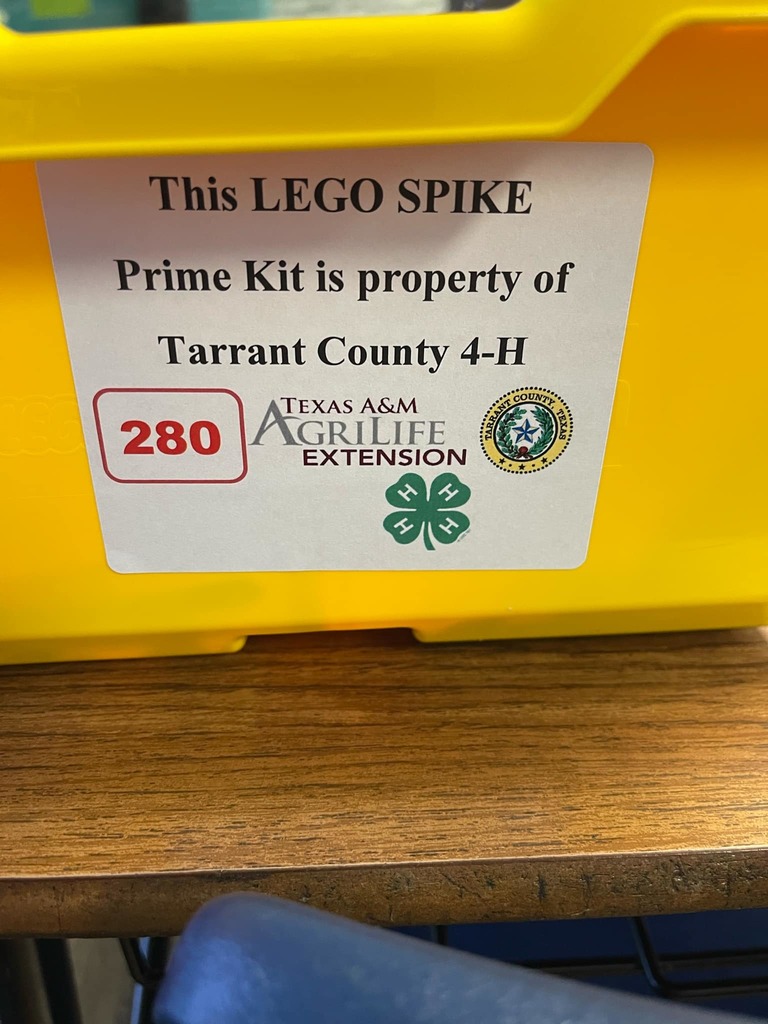 This LEGO SPIKE
Prime Kit is property of
Tarrant County 4-H
280
TEXAS A&M
AGRILIFE
EXTENSION
TARRANT COUNTY, TEXAS
H H
H H